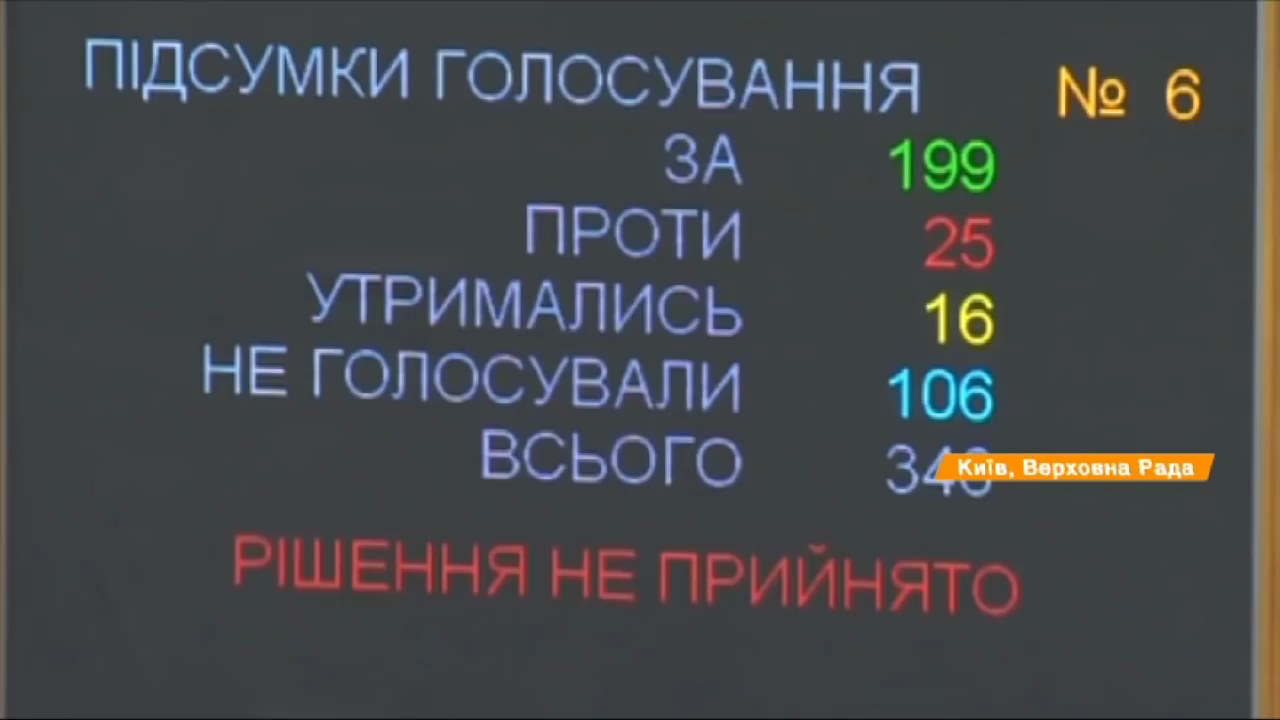 ПІДСУМКИ ГОЛОСУВАННЯ № 6
ЗА 199
ПРОТИ 25
УТРИМАЛИСЬ 16
НЕ ГОЛОСУВАЛИ 106
ВСЬОГО
Київ, Верховна Рада
РІШЕННЯ НЕ ПРИЙНЯТО